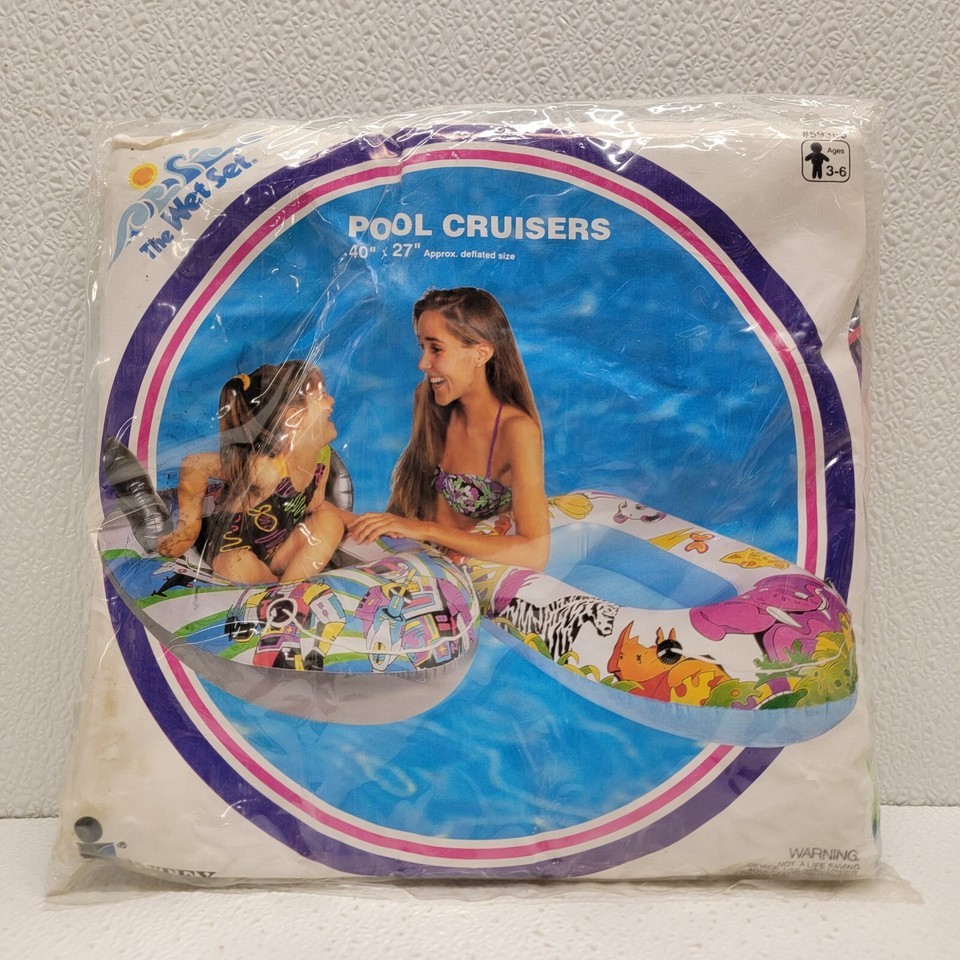 The Wet Set.
Ages
3-6
POOL CRUISERS
40" x 27" Approx. deflated size
®
WARNING
NOT A LIFE SAVING